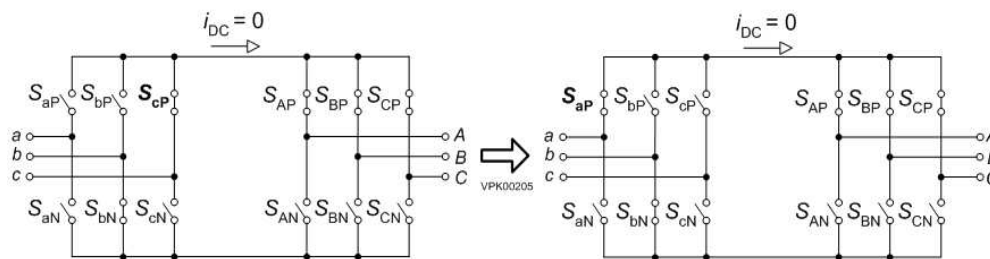 i_DC = 0
i_DC = 0
S_aP S_bP S_cP S_AP S_BP S_CP
S_aP S_bP S_cP S_AP S_BP S_CP
a
b
c
A
B
C
VPK00205
a
b
c
S_aN S_bN S_cN S_AN S_BN S_CN
S_aN S_bN S_cN S_AN S_BN S_CN